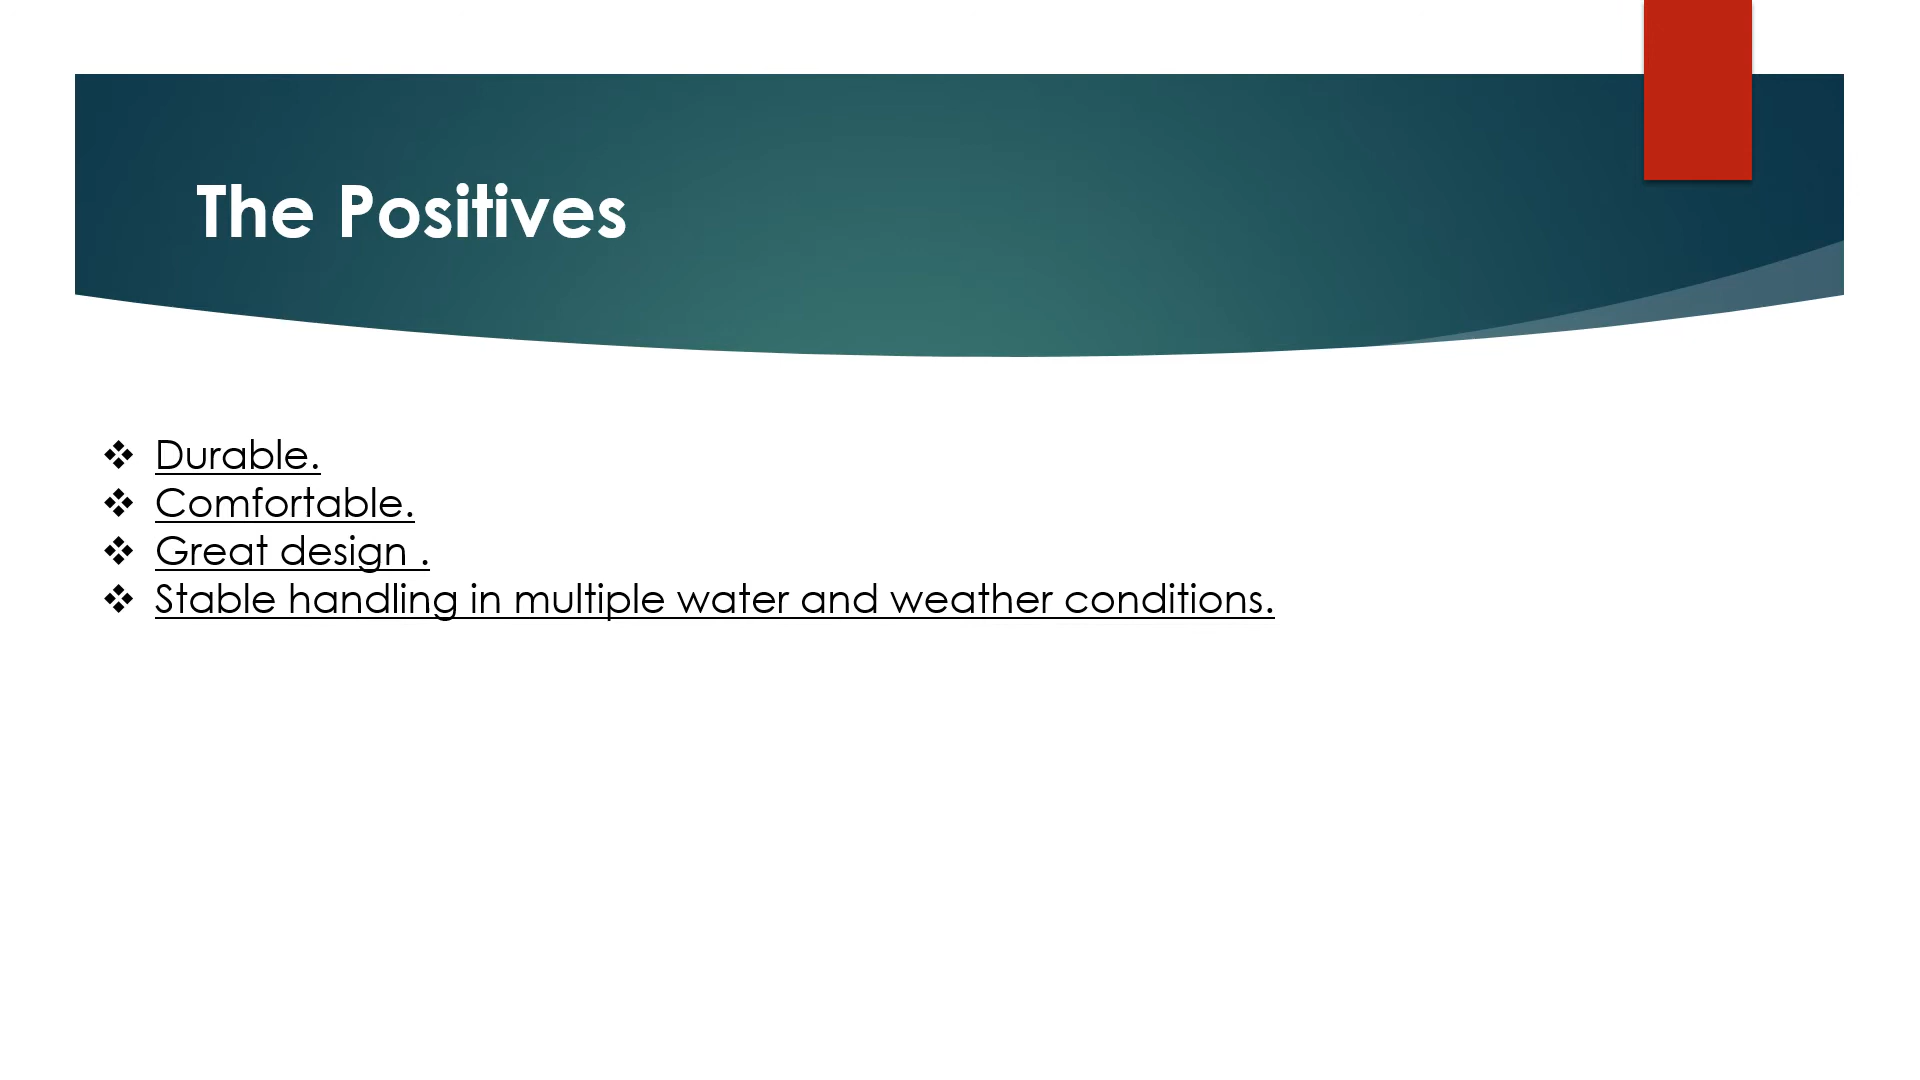 The Positives
❖ Durable.
❖ Comfortable.
❖ Great design .
❖ Stable handling in multiple water and weather conditions.